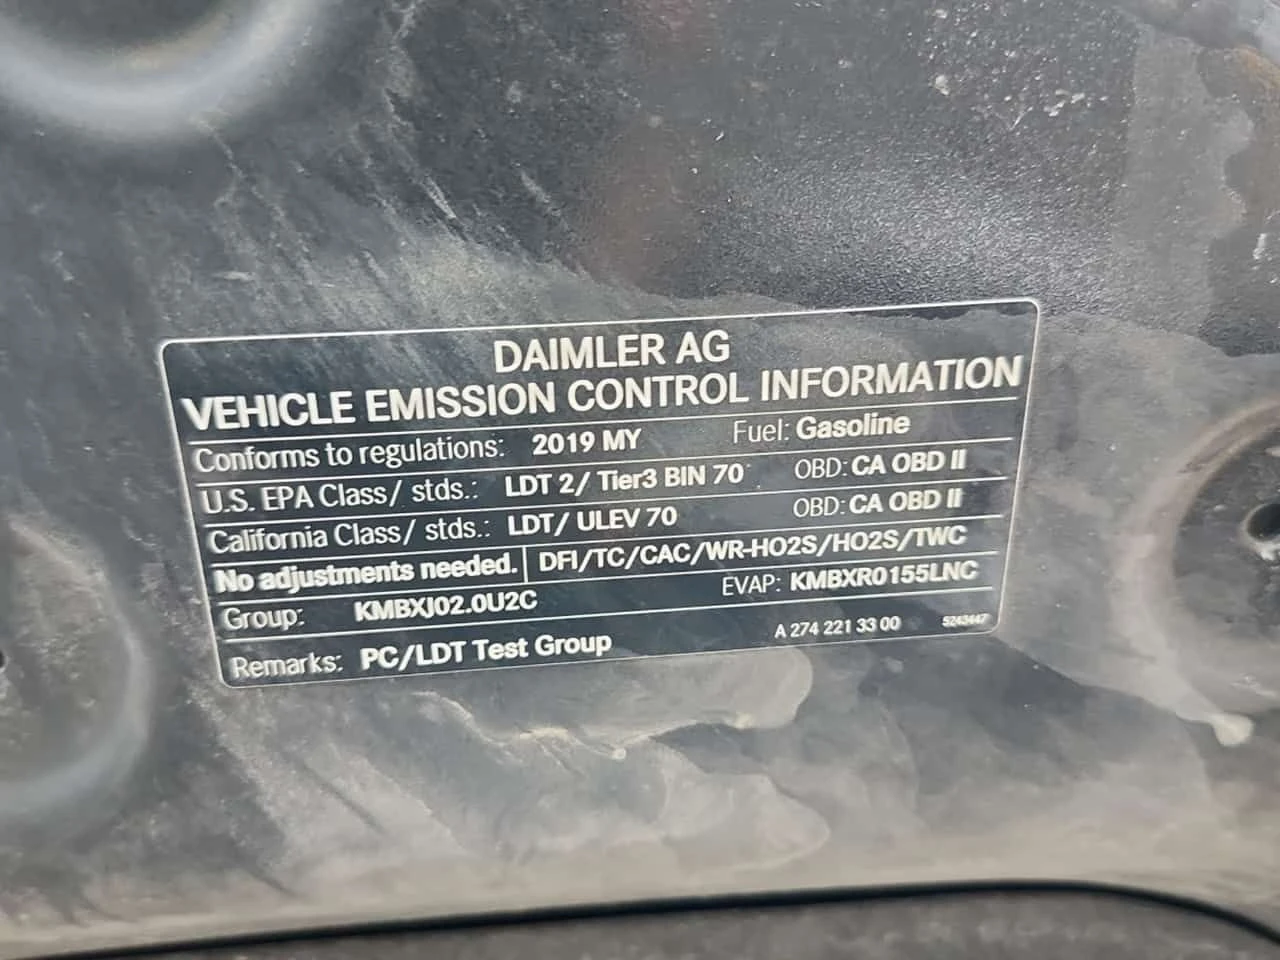 DAIMLER AG
VEHICLE EMISSION CONTROL INFORMATION
Conforms to regulations: 2019 MY Fuel: Gasoline
U.S. EPA Class/ stds.: LDT 2/ Tier3 BIN 70 OBD: CA OBD II
California Class/ stds.: LDT/ ULEV 70 OBD: CA OBD II
No adjustments needed. DFI/TC/CAC/WR-HO2S/HO2S/TWC
Group: KMBXJ02.0U2C EVAP: KMBXR0155LNC
Remarks: PC/LDT Test Group A 274 221 33 00